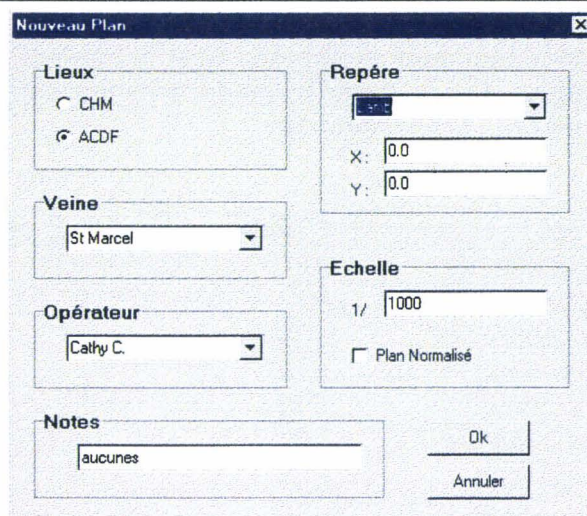 Nouveau Plan
Lieux
CHM
ACDF
Veine
St Marcel
Opérateur
Cathy C.
Notes
aucunes
Repére
X: 0.0
Y: 0.0
Echelle
1/ 1000
Plan Normalisé
Ok
Annuler